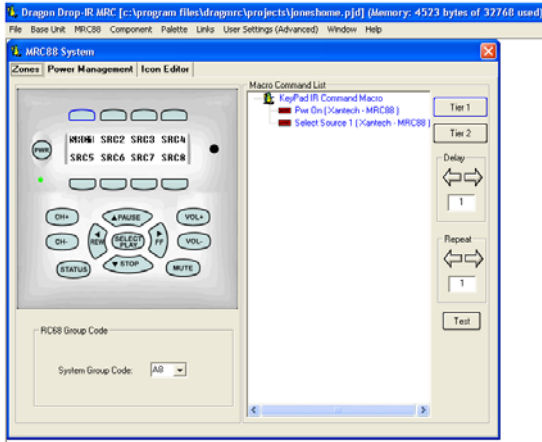 Dragon Drop-IR MRC [c:\program files\dragmrc\projects\joneshome.pjd] (Memory: 4523 bytes of 32768 used)
File Base Unit MRC88 Component Palette Links User Settings (Advanced) Window Help
MRC88 System
Zones Power Management Icon Editor
Macro Command List
KeyPad IR Command Macro
Pwr On ( Xantech - MRC88 )
Select Source 1 ( Xantech - MRC88 )
Tier 1
Tier 2
Delay
1
Repeat
1
Test
SRC2 SRC3 SRC4
SRC5 SRC6 SRC7 SRC8
PWR
CH+ PAUSE VOL+
CH- REW SELECT PLAY FF VOL-
STATUS STOP MUTE
RC68 Group Code
System Group Code: A8